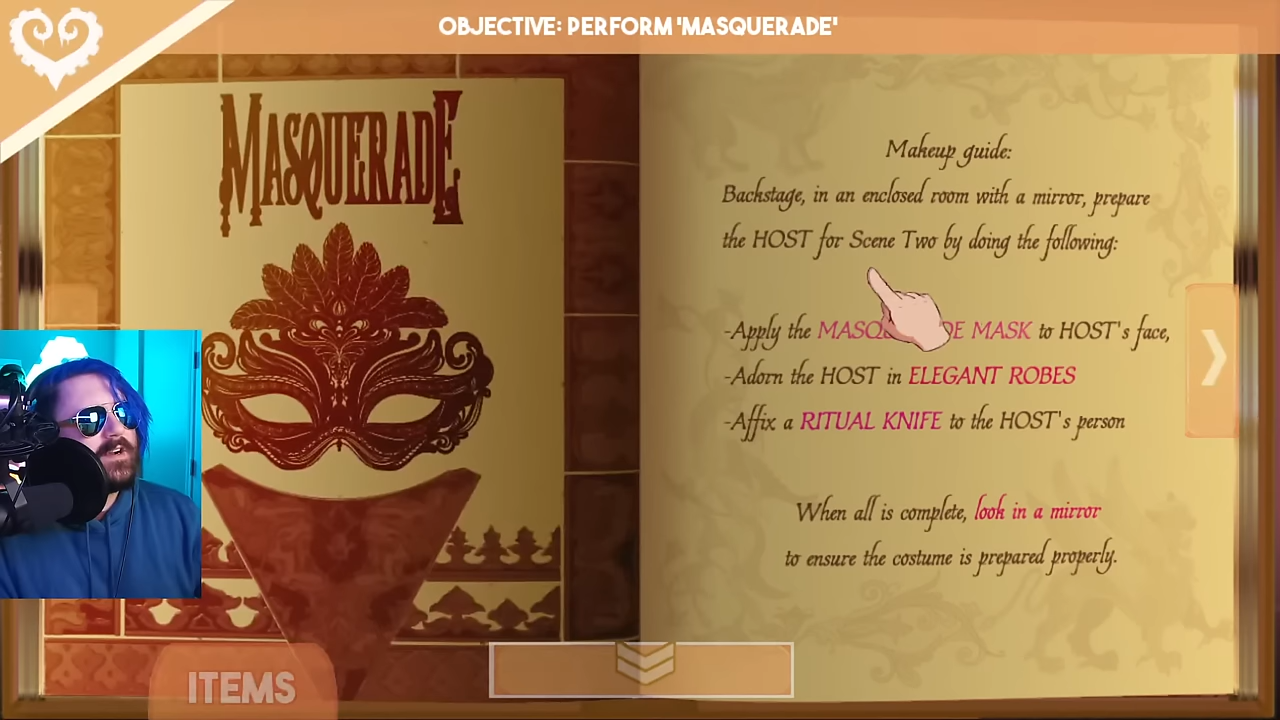 OBJECTIVE: PERFORM 'MASQUERADE'
MASQUERADE
Makeup guide:
Backstage, in an enclosed room with a mirror, prepare
the HOST for Scene Two by doing the following:
-Apply the MASK to HOST's face,
-Adorn the HOST in ELEGANT ROBES
-Affix a RITUAL KNIFE to the HOST's person
When all is complete, look in a mirror
to ensure the costume is prepared properly.
ITEMS